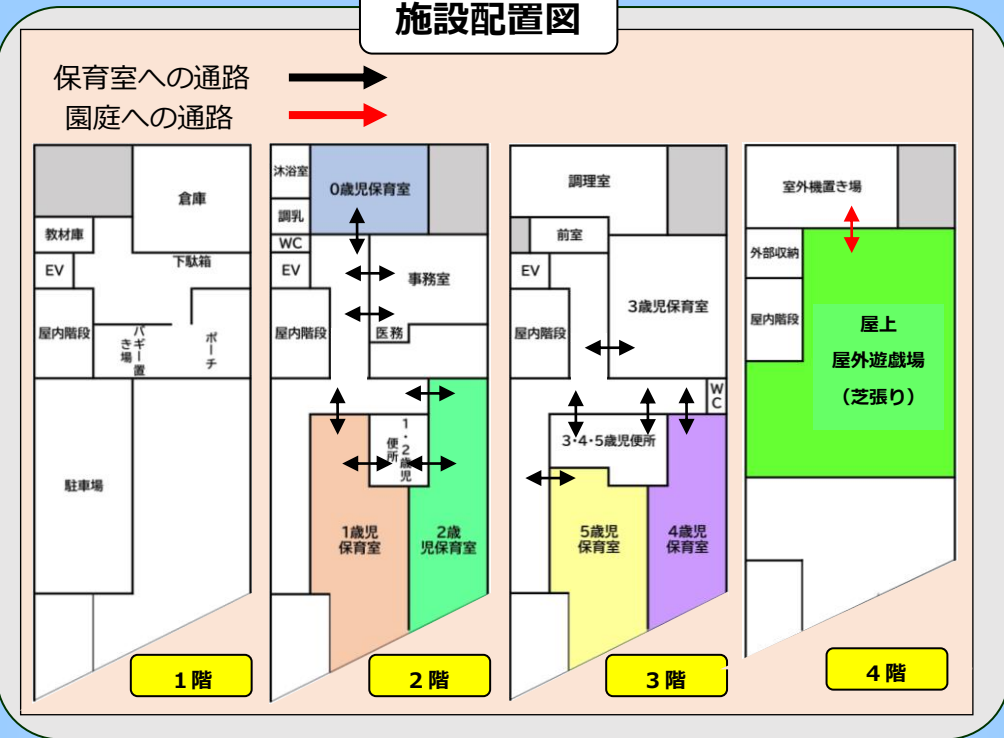 施設配置図
保育室への通路
園庭への通路
倉庫
教材庫
下駄箱
EV
屋内階段
バギー置
き場
ポーチ
駐車場
1階
沐浴室
0歳児保育室
調乳
WC
EV
事務室
屋内階段
医務
1・2歳児
便所
1歳児
保育室
2歳
児保育室
2階
調理室
前室
EV
3歳児保育室
屋内階段
WC
3・4・5歳児便所
5歳児
保育室
4歳児
保育室
3階
室外機置き場
外部収納
屋内階段
屋上
屋外遊戯場
（芝張り）
4階